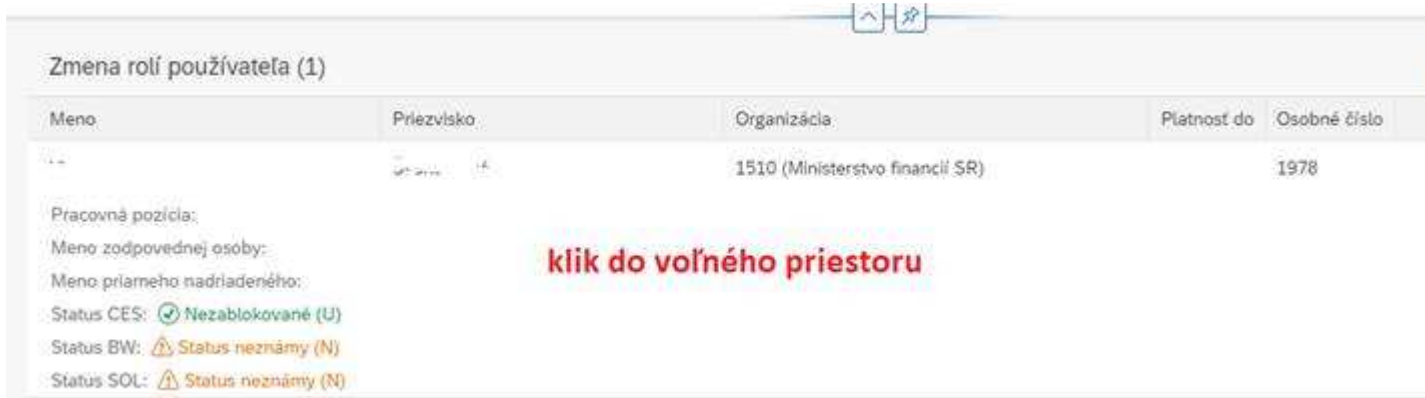 Zmena rolí používateľa (1)
Meno Priezvisko Organizácia Platnosť do Osobné číslo
1510 (Ministerstvo financií SR) 1978
Pracovná pozícia:
Meno zodpovednej osoby:
klik do voľného priestoru
Meno priameho nadriadeného:
Status CES: Nezablokované (U)
Status BW: Status neznámy (N)
Status SOL: Status neznámy (N)